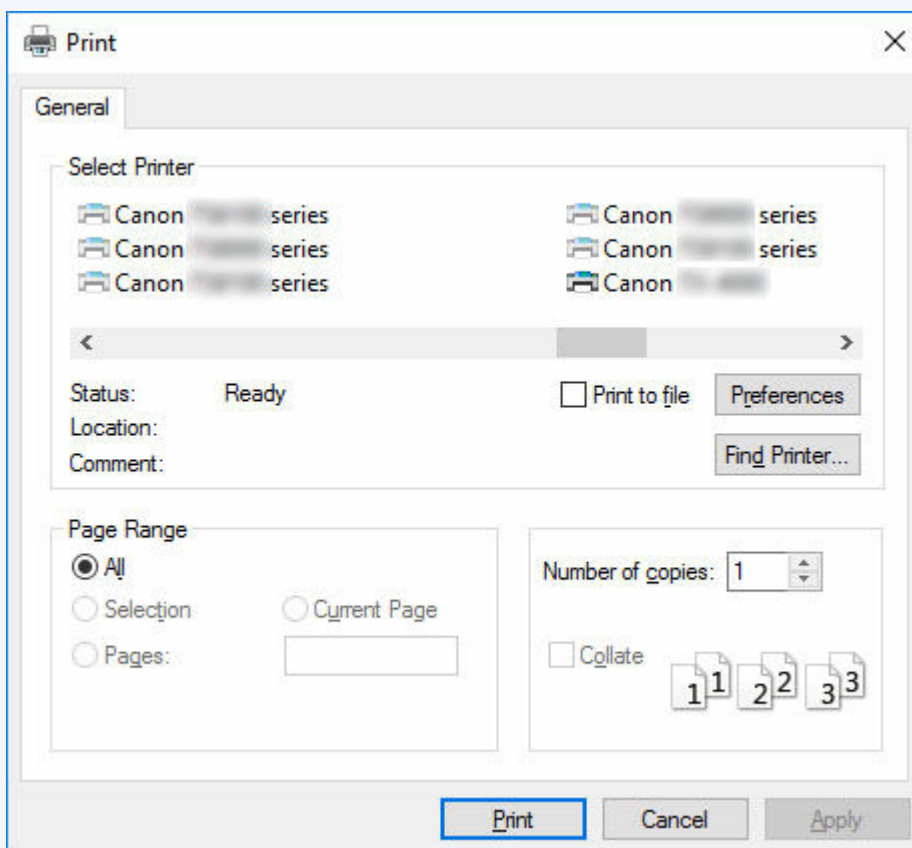 Print
General
Select Printer
Canon series
Canon series
Canon series
Canon series
Canon series
Canon
Status: Ready
Location:
Comment:
Print to file
Preferences
Find Printer...
Page Range
All
Selection
Current Page
Pages:
Number of copies: 1
Collate
1 1 2 2 3 3
Print Cancel Apply